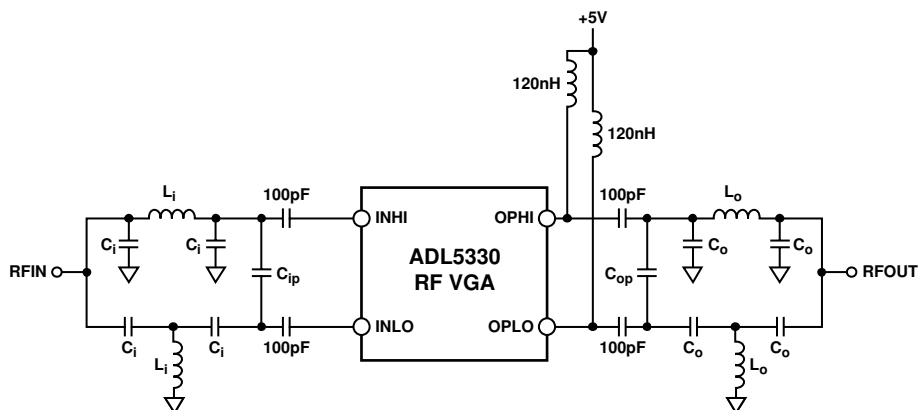 +5V
120nH
120nH
Li
100pF
100pF
Lo
INHI
OPHI
Ci
Ci
Co
Co
ADL5330
RF VGA
RFIN
Cip
Cop
RFOUT
INLO
OPLO
Ci
Ci
100pF
100pF
Co
Co
Li
Lo